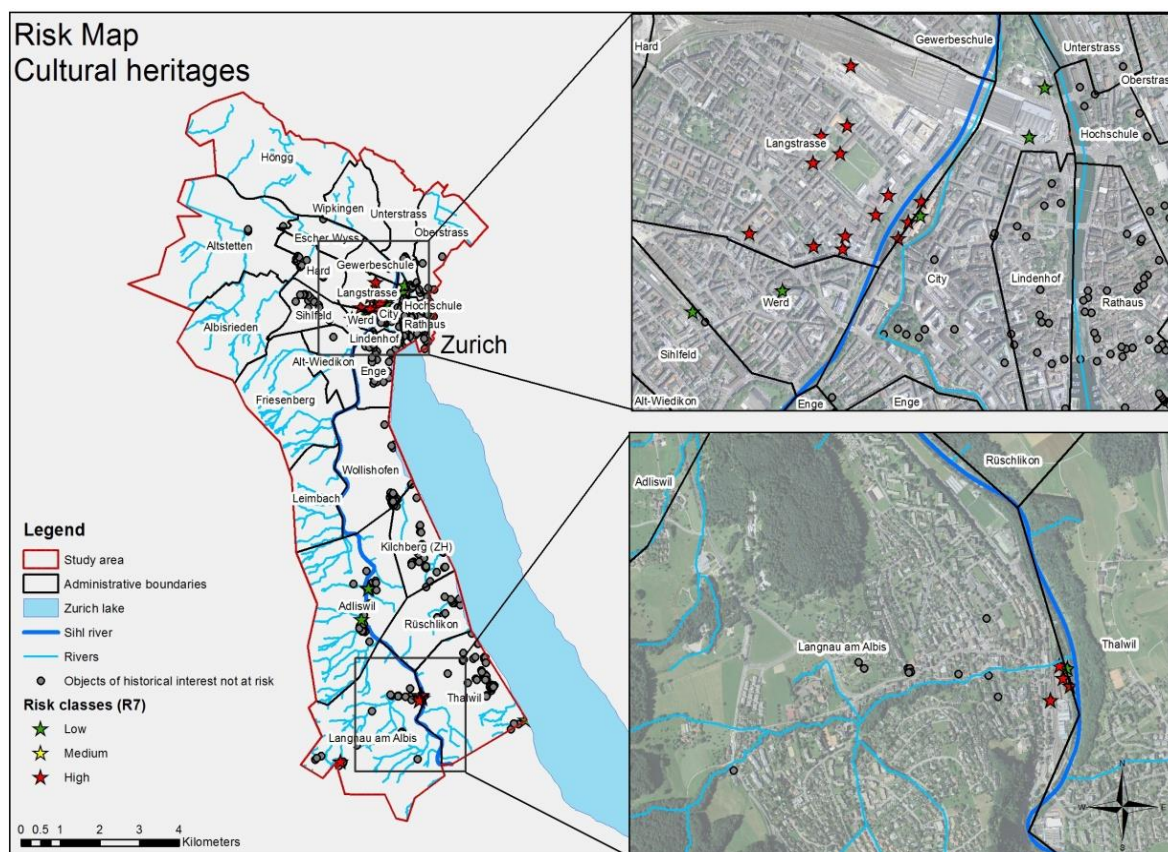 Risk Map
Cultural heritages
Höngg
Wipkingen
Unterstrass
Oberstrass
Altstetten
Escher Wyss
Hard
Gewerbeschule
Langstrasse
Hochschule
City
Sihlfeld
Werd
Rathaus
Albisrieden
Lindenhof
Zurich
Alt-Wiedikon
Enge
Friesenberg
Wollishofen
Leimbach
Kilchberg (ZH)
Adliswil
Rüschlikon
Thalwil
Langnau am Albis
Legend
Study area
Administrative boundaries
Zurich lake
Sihl river
Rivers
Objects of historical interest not at risk
Risk classes (R7)
Low
Medium
High
0 0.5 1 2 3 4
Kilometers
Hard
Gewerbeschule
Unterstrass
Oberstrass
Langstrasse
Hochschule
City
Lindenhof
Werd
Rathaus
Sihlfeld
Alt-Wiedikon
Enge
Enge
Rüschlikon
Adliswil
Langnau am Albis
Thalwil
N
W E
S